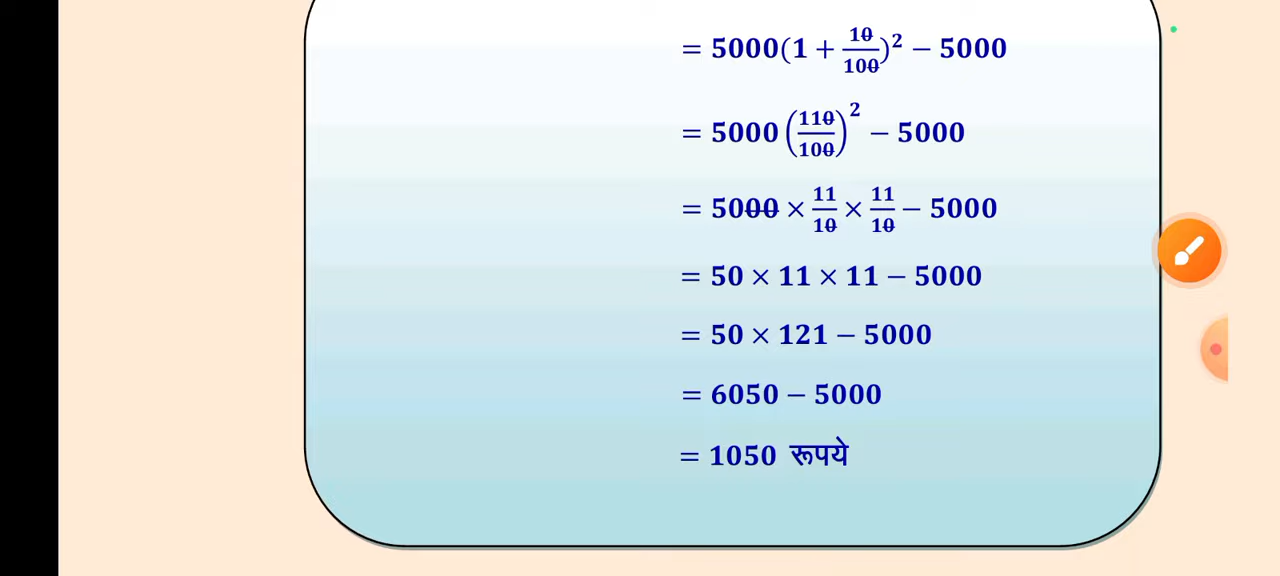 = 5000(1 + 10/100)² − 5000
= 5000 (110/100)² − 5000
= 5000 × 11/10 × 11/10 − 5000
= 50 × 11 × 11 − 5000
= 50 × 121 − 5000
= 6050 − 5000
= 1050 रूपये